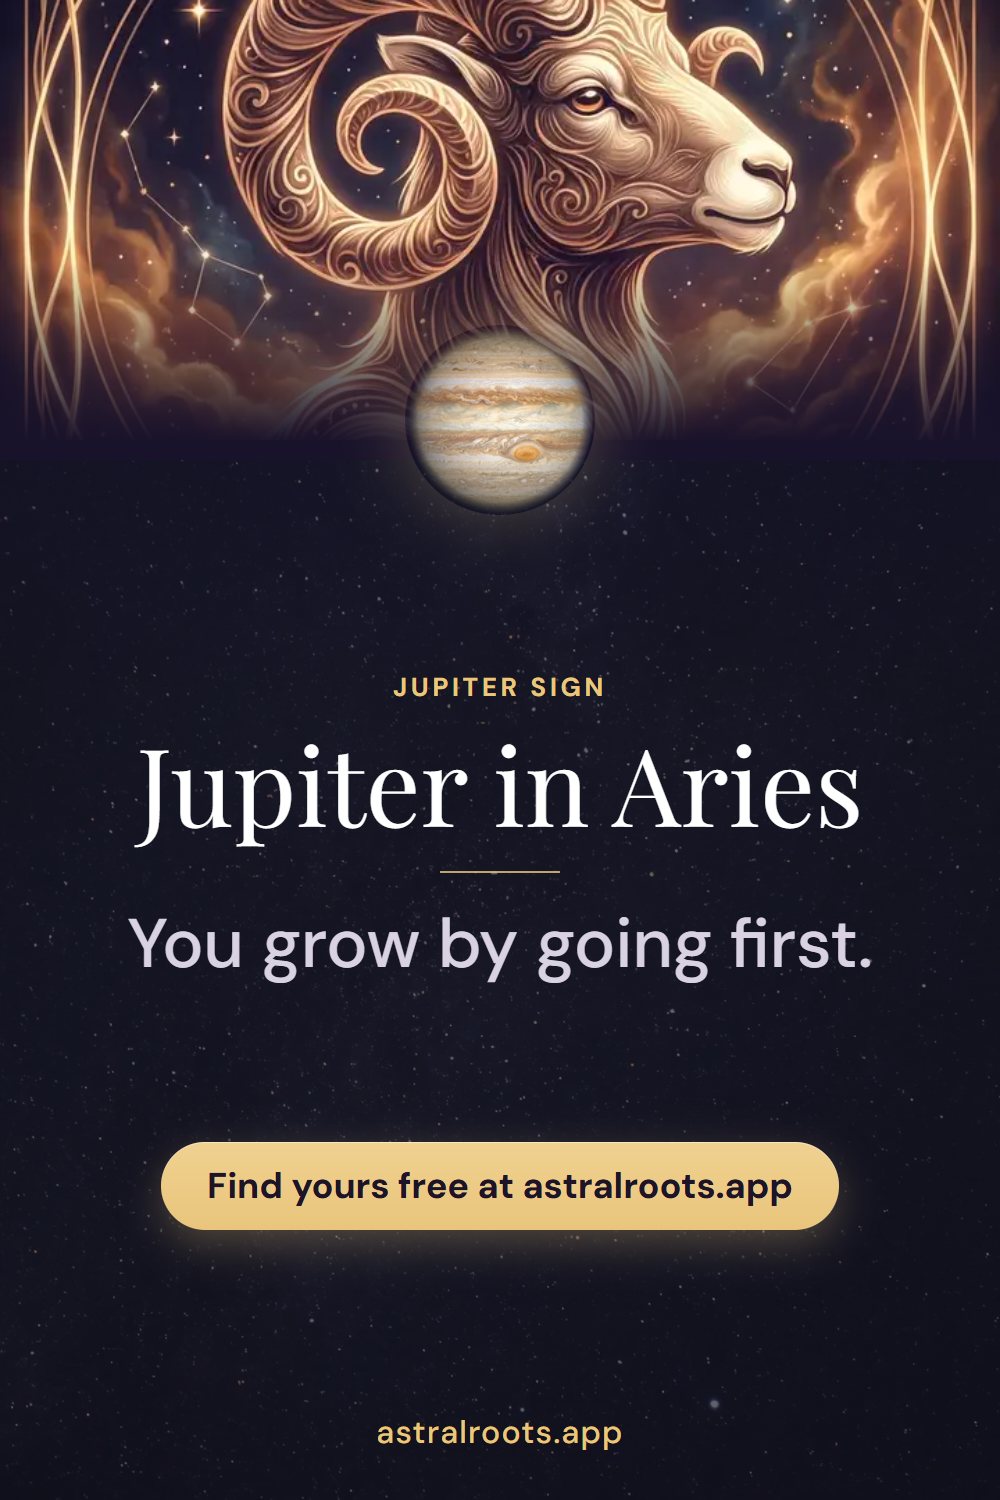 JUPITER SIGN
Jupiter in Aries
You grow by going first.
Find yours free at astralroots.app
astralroots.app